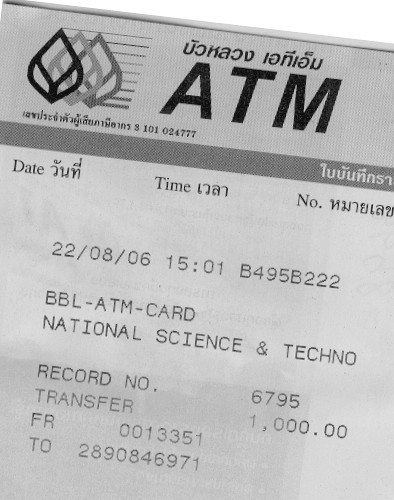 บัวหลวง เอทีเอ็ม
ATM
เลขประจำตัวผู้เสียภาษีอากร 3 101 024777
ใบบันทึกรา
Date วันที่ Time เวลา No. หมายเลข
22/08/06 15:01 B495B222
BBL-ATM-CARD
NATIONAL SCIENCE & TECHNO
RECORD NO. 6795
TRANSFER 1,000.00
FR 0013351
TO 2890846971